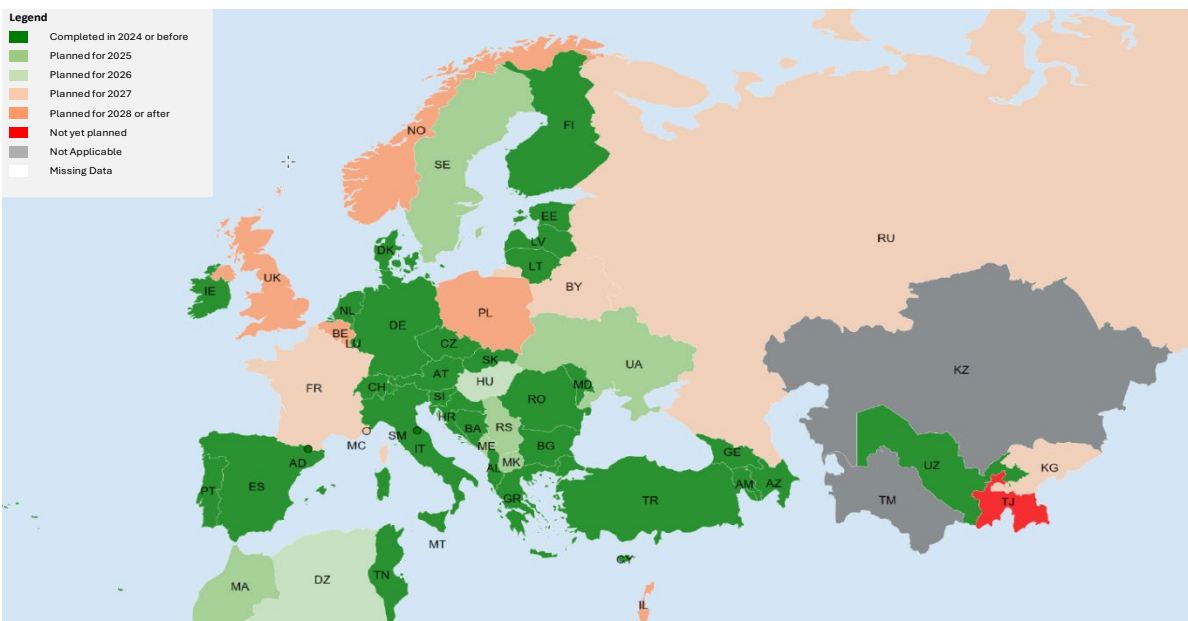 Legend
Completed in 2024 or before
Planned for 2025
Planned for 2026
Planned for 2027
Planned for 2028 or after
Not yet planned
Not Applicable
Missing Data
NO
FI
SE
EE
RU
LV
DK
LT
UK
BY
IE
NL
PL
DE
BE
LU
CZ
SK
UA
KZ
AT
HU
FR
CH
MD
SI
RO
HR
RS
BA
SM
MC
IT
ME
BG
GE
AD
MK
UZ
KG
AL
AM
AZ
ES
PT
GR
TR
TM
TJ
MT
CY
TN
DZ
MA
IL